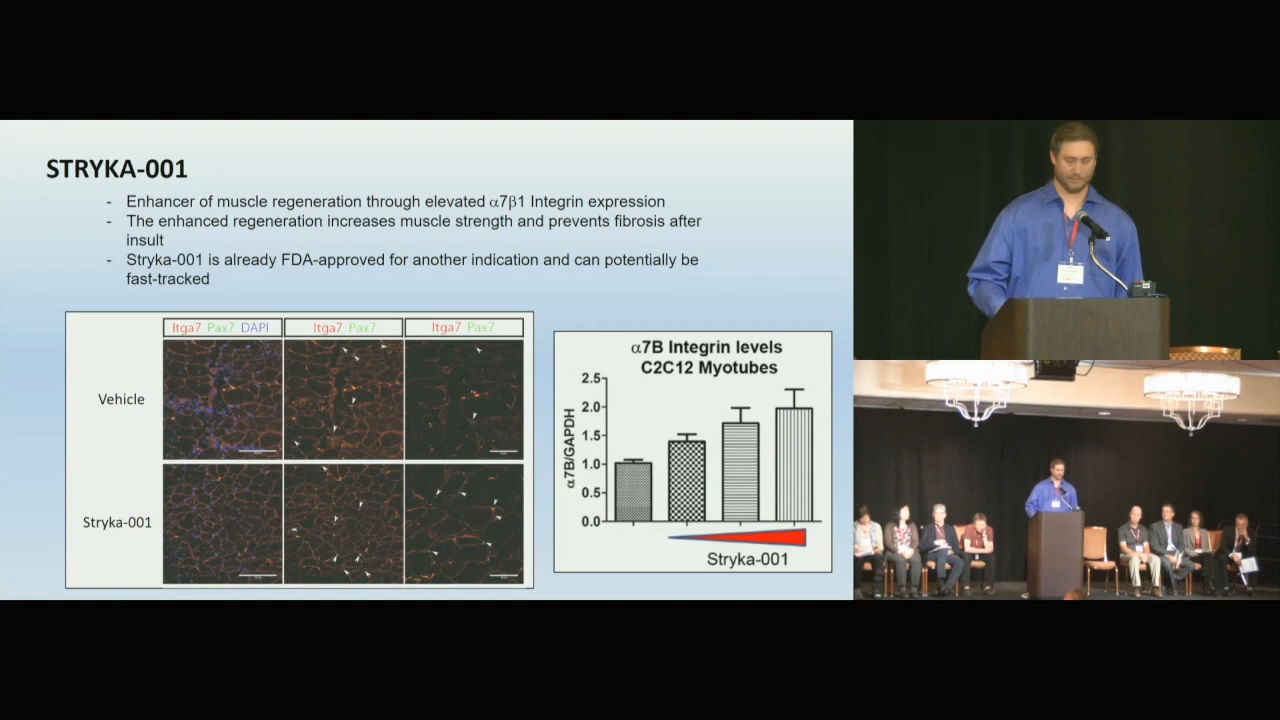 STRYKA-001
- Enhancer of muscle regeneration through elevated α7β1 Integrin expression
- The enhanced regeneration increases muscle strength and prevents fibrosis after
insult
- Stryka-001 is already FDA-approved for another indication and can potentially be
fast-tracked
Itga7 Pax7 DAPI
Itga7 Pax7
Itga7 Pax7
Vehicle
Stryka-001
α7B Integrin levels
C2C12 Myotubes
α7B/GAPDH
2.5
2.0
1.5
1.0
0.5
0.0
Stryka-001